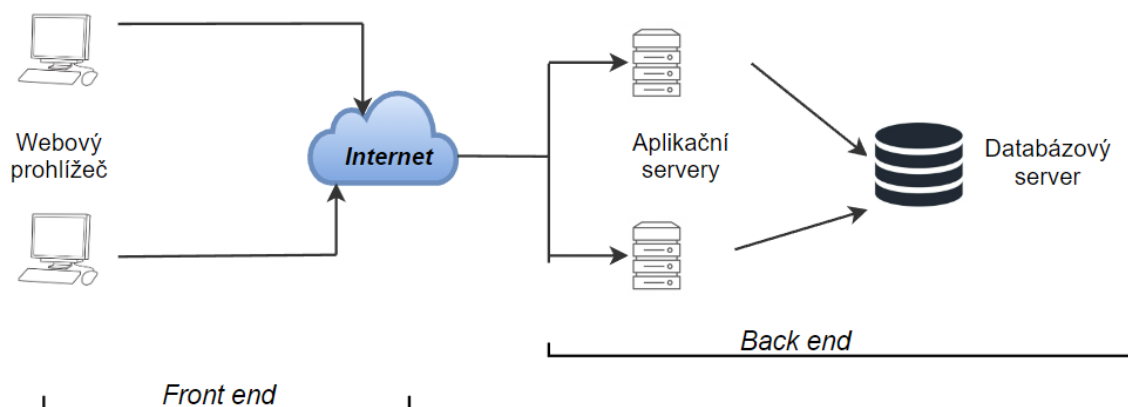 Webový
prohlížeč
Internet
Aplikační
servery
Databázový
server
Back end
Front end